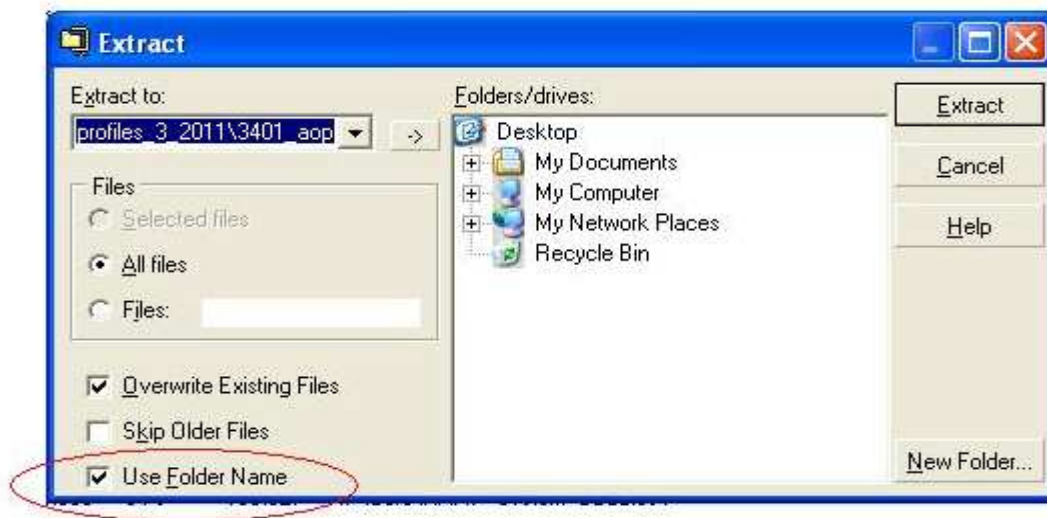 Extract
Extract to:
profiles_3_2011\3401_aop
->
Files
Selected files
All files
Files:
Overwrite Existing Files
Skip Older Files
Use Folder Name
Folders/drives:
Desktop
My Documents
My Computer
My Network Places
Recycle Bin
Extract
Cancel
Help
New Folder...